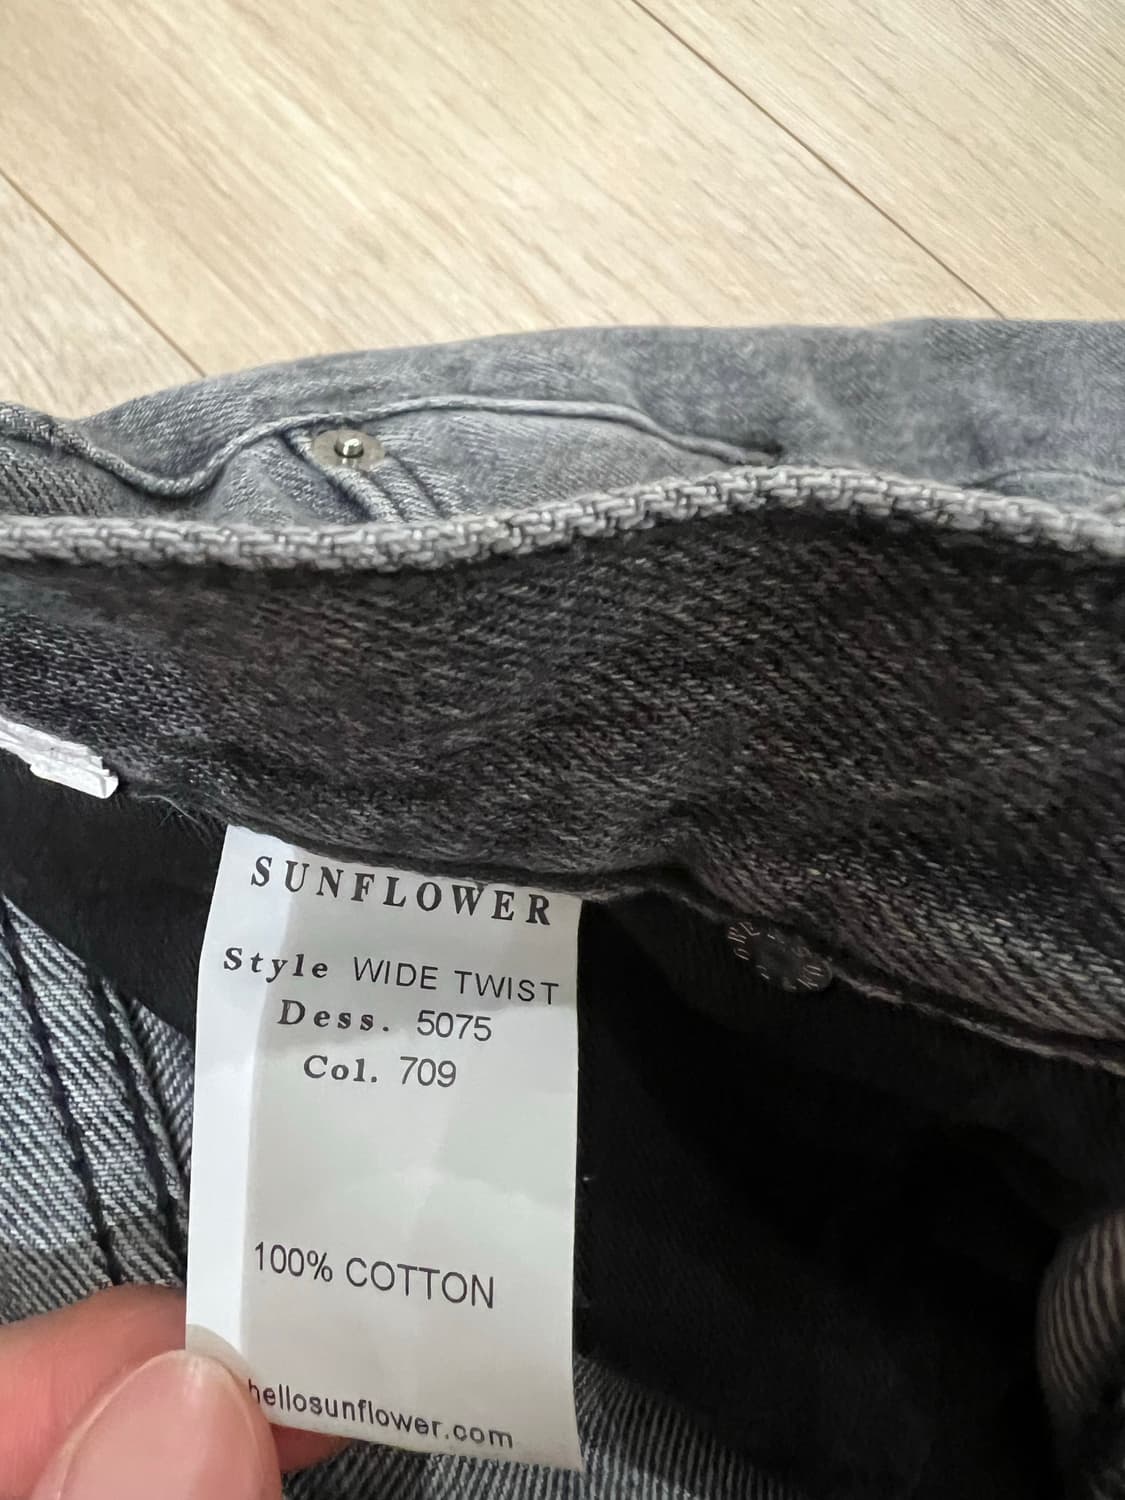 SUNFLOWER
Style WIDE TWIST
Dess. 5075
Col. 709
100% COTTON
hellosunflower.com